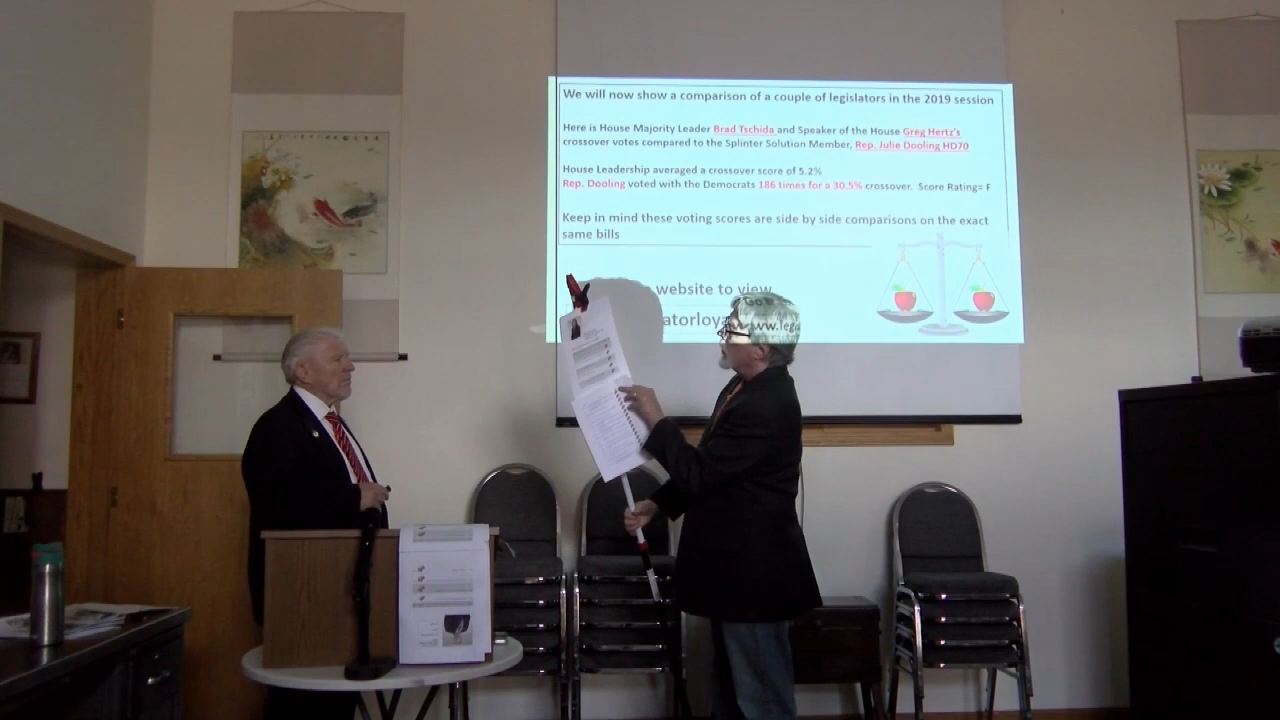 We will now show a comparison of a couple of legislators in the 2019 session
Here is House Majority Leader Brad Tschida and Speaker of the House Greg Hertz's
crossover votes compared to the Splinter Solution Member, Rep. Julie Dooling HD70
House Leadership averaged a crossover score of 5.2%
Rep. Dooling voted with the Democrats 186 times for a 30.5% crossover. Score Rating= F
Keep in mind these voting scores are side by side comparisons on the exact
same bills
website to view
atorloya
Go
ww.leg